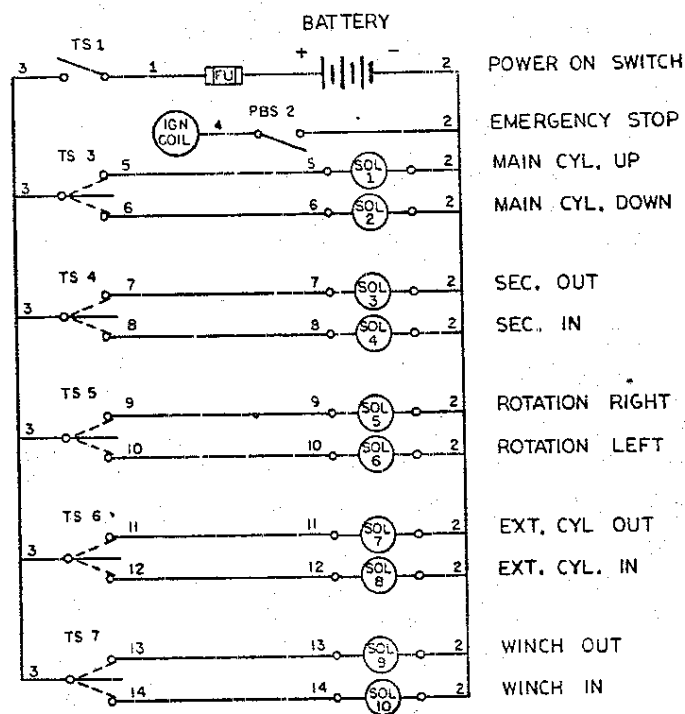 BATTERY
TS 1
3 1 FU + - 2 POWER ON SWITCH
IGN COIL 4 PBS 2 2 EMERGENCY STOP
TS 3
5 5 SOL 1 2 MAIN CYL. UP
3
6 6 SOL 2 2 MAIN CYL. DOWN
TS 4
7 7 SOL 3 2 SEC. OUT
3
8 8 SOL 4 2 SEC. IN
TS 5
9 9 SOL 5 2 ROTATION RIGHT
3
10 10 SOL 6 2 ROTATION LEFT
TS 6
11 11 SOL 7 2 EXT. CYL OUT
3
12 12 SOL 8 2 EXT. CYL. IN
TS 7
13 13 SOL 9 2 WINCH OUT
3
14 14 SOL 10 2 WINCH IN